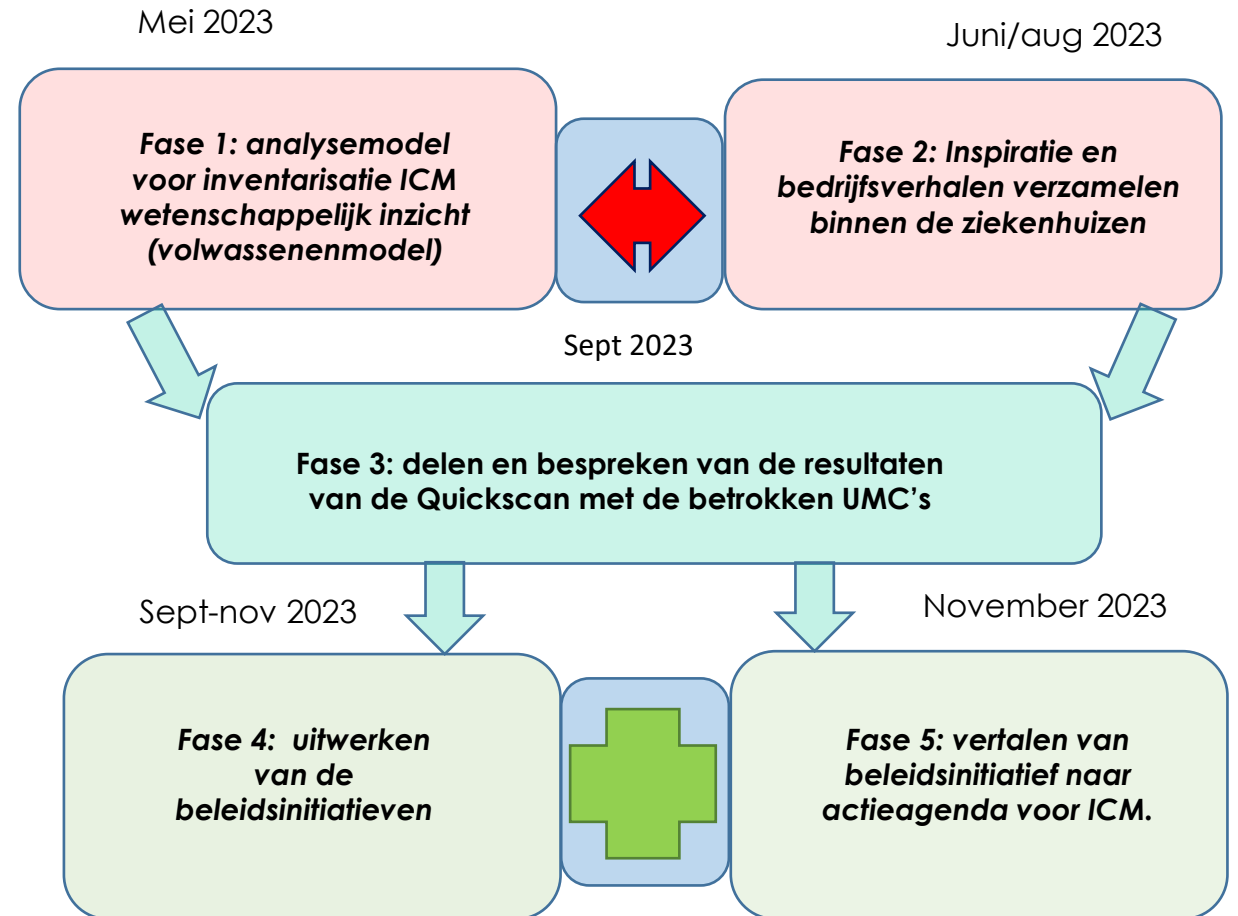 Mei 2023
Juni/aug 2023
Fase 1: analysemodel
voor inventarisatie ICM
wetenschappelijk inzicht
(volwassenenmodel)
Fase 2: Inspiratie en
bedrijfsverhalen verzamelen
binnen de ziekenhuizen
Sept 2023
Fase 3: delen en bespreken van de resultaten
van de Quickscan met de betrokken UMC’s
Sept-nov 2023
November 2023
Fase 4: uitwerken
van de
beleidsinitiatieven
Fase 5: vertalen van
beleidsinitiatief naar
actieagenda voor ICM.